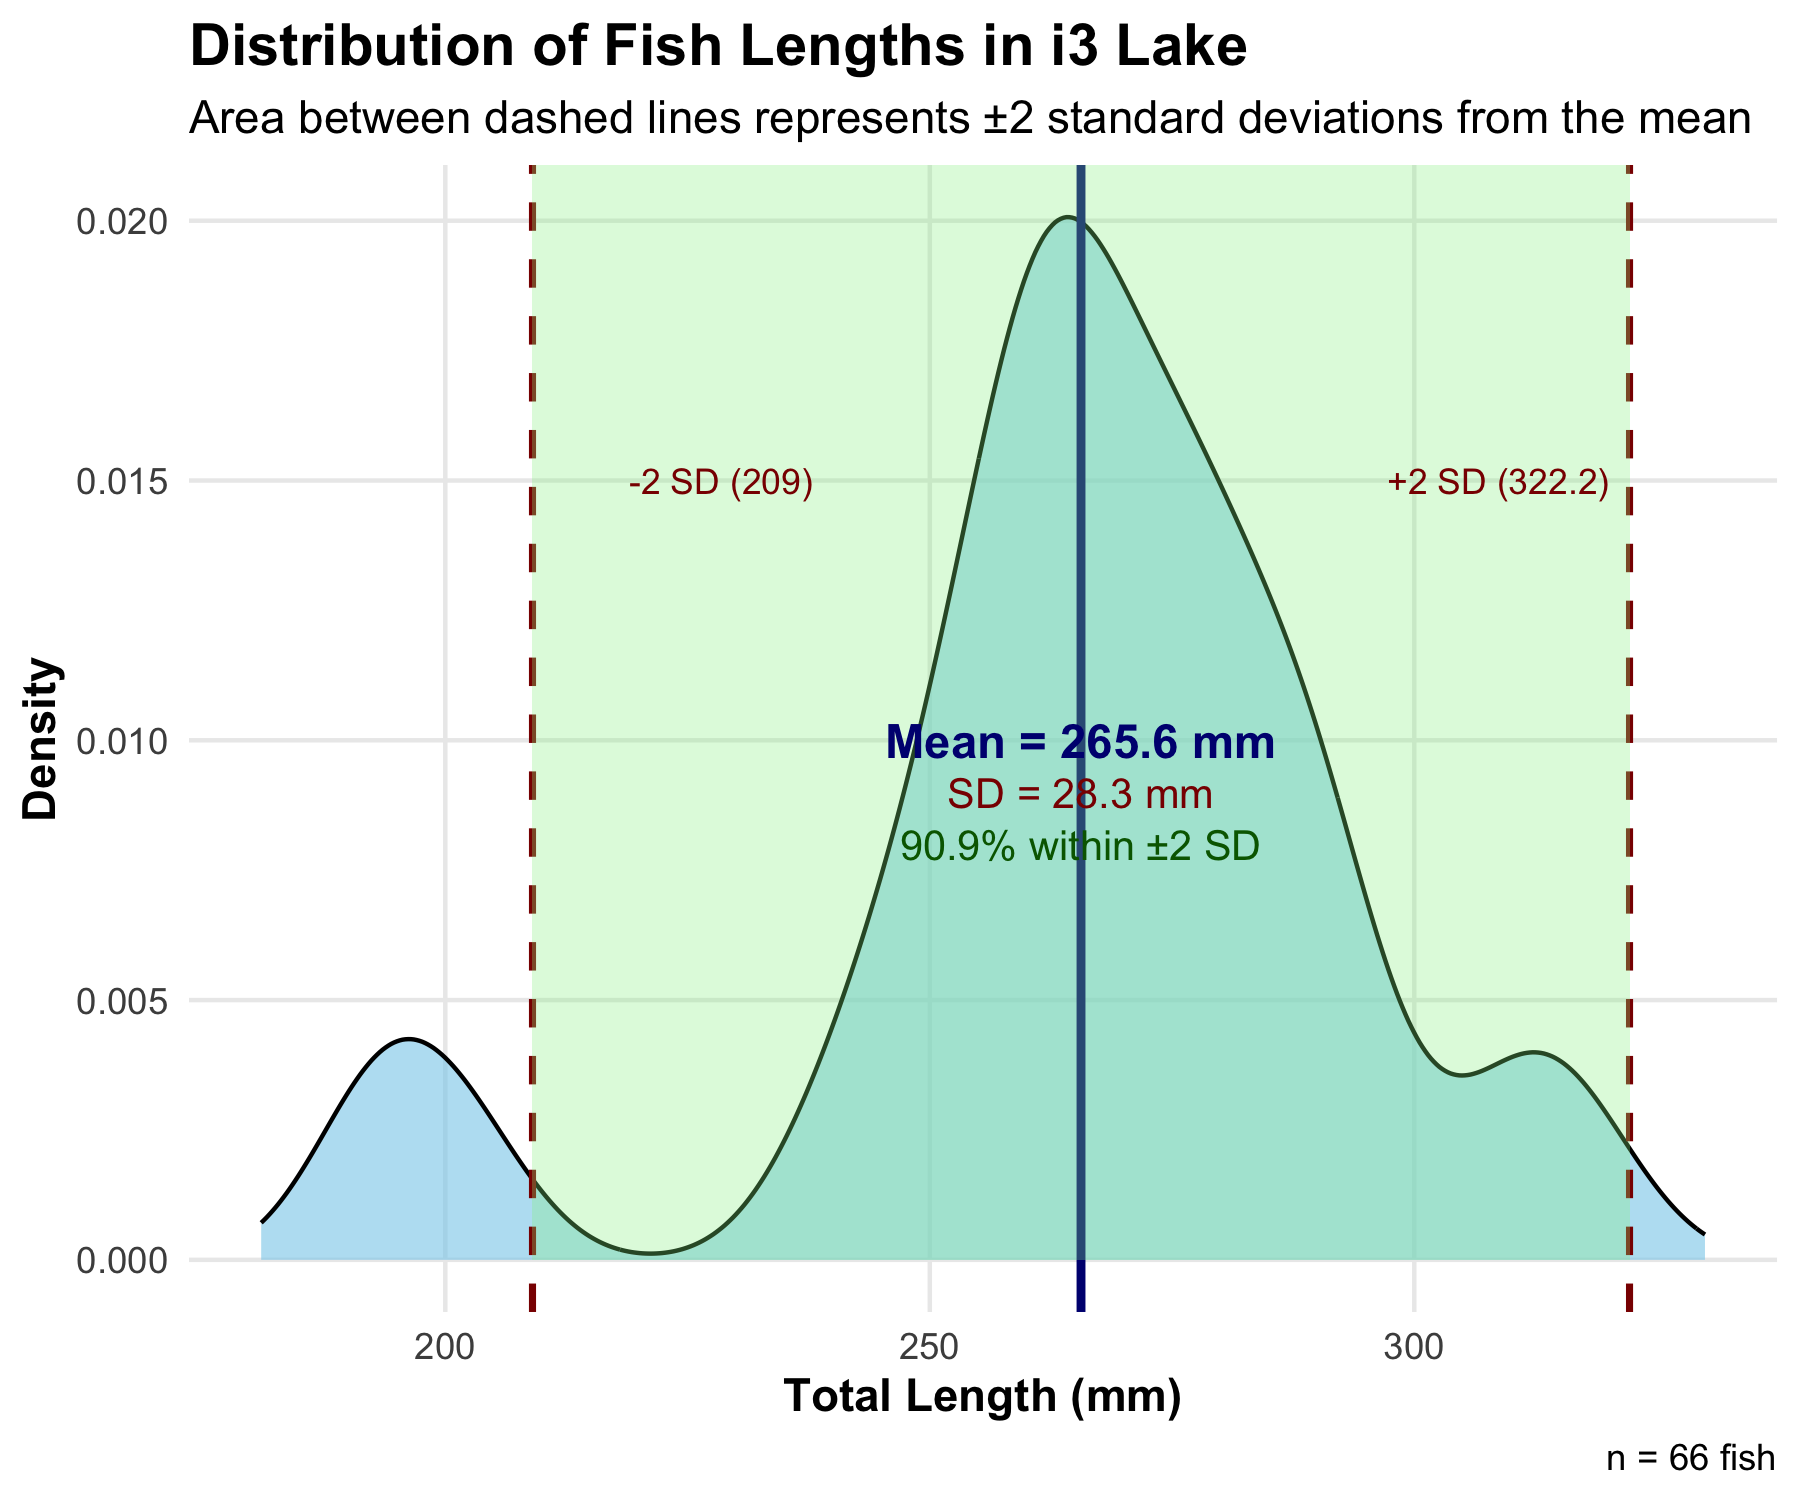 Distribution of Fish Lengths in i3 Lake
Area between dashed lines represents ±2 standard deviations from the mean
0.020
0.015
0.010
0.005
0.000
Density
-2 SD (209)
+2 SD (322.2)
Mean = 265.6 mm
SD = 28.3 mm
90.9% within ±2 SD
200
250
300
Total Length (mm)
n = 66 fish